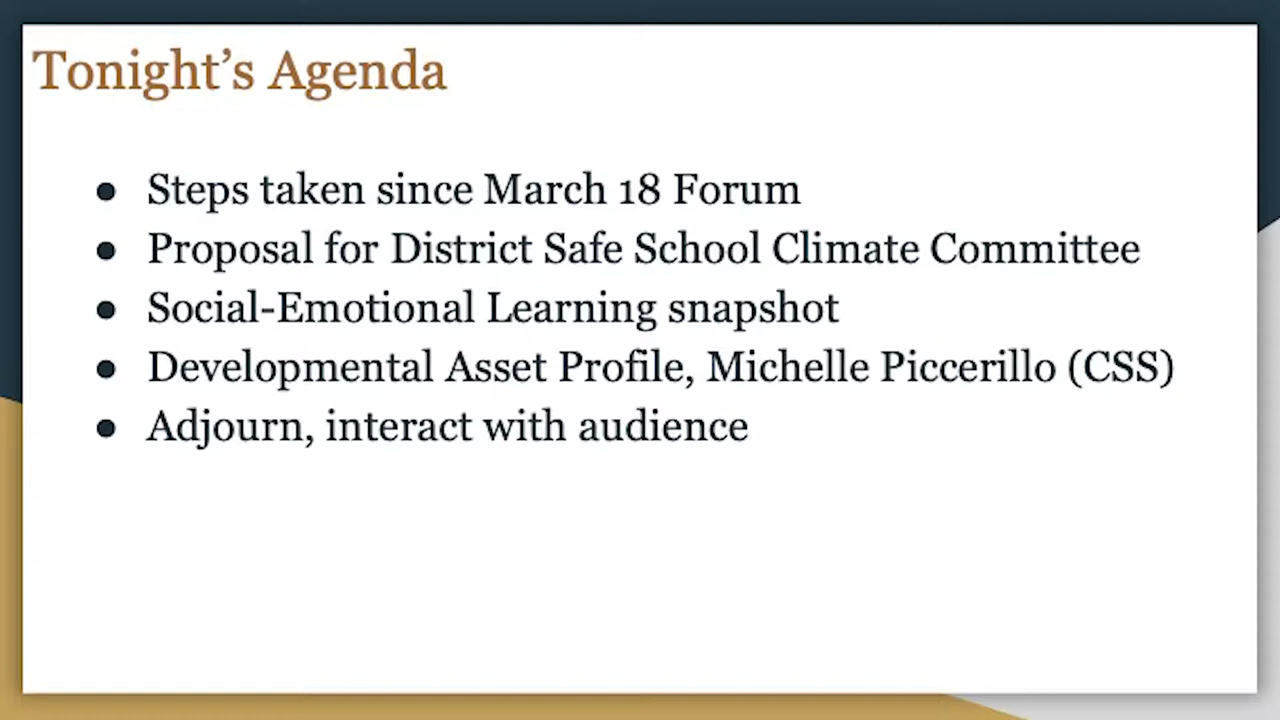 Tonight’s Agenda
● Steps taken since March 18 Forum
● Proposal for District Safe School Climate Committee
● Social-Emotional Learning snapshot
● Developmental Asset Profile, Michelle Piccerillo (CSS)
● Adjourn, interact with audience